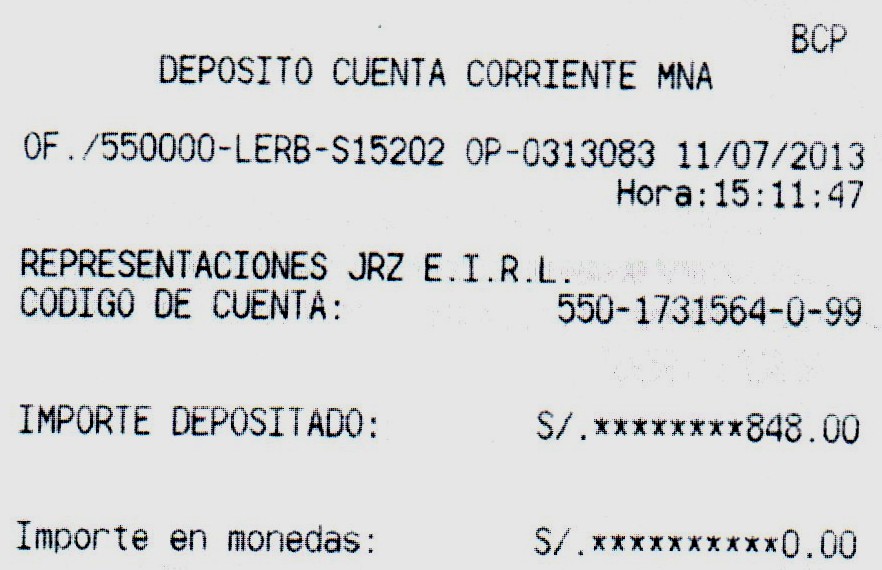 BCP
DEPOSITO CUENTA CORRIENTE MNA
OF./550000-LERB-S15202 OP-0313083 11/07/2013
Hora:15:11:47
REPRESENTACIONES JRZ E.I.R.L.
CODIGO DE CUENTA: 550-1731564-0-99
IMPORTE DEPOSITADO: S/.********848.00
Importe en monedas: S/.**********0.00